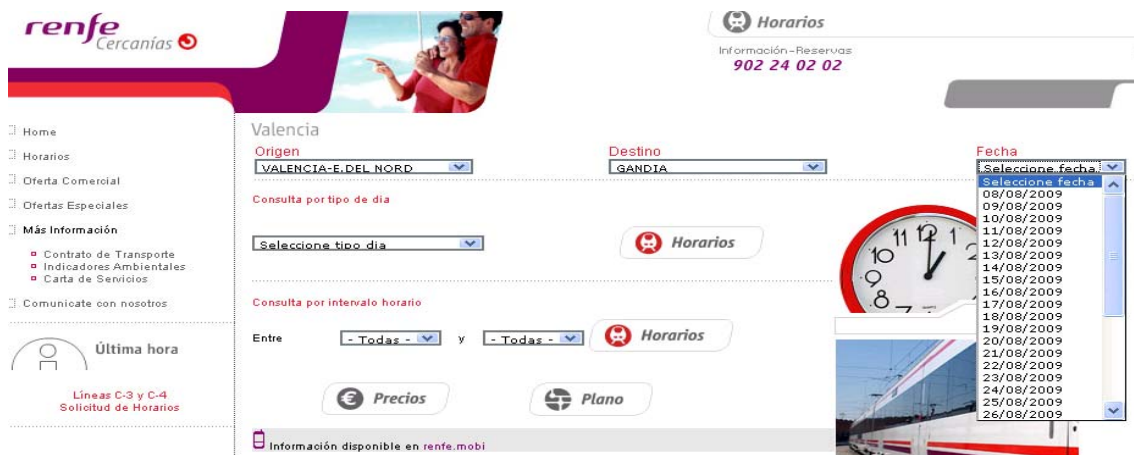 renfe
Cercanías
Horarios
Información-Reservas
902 24 02 02
Home
Horarios
Oferta Comercial
Ofertas Especiales
Más Información
Contrato de Transporte
Indicadores Ambientales
Carta de Servicios
Comunicate con nosotros
Última hora
Líneas C-3 y C-4
Solicitud de Horarios
Valencia
Origen
VALENCIA-E.DEL NORD
Destino
GANDIA
Fecha
Seleccione fecha
Seleccione fecha
08/08/2009
09/08/2009
10/08/2009
11/08/2009
12/08/2009
13/08/2009
14/08/2009
15/08/2009
16/08/2009
17/08/2009
18/08/2009
19/08/2009
20/08/2009
21/08/2009
22/08/2009
23/08/2009
24/08/2009
25/08/2009
26/08/2009
Consulta por tipo de dia
Seleccione tipo dia
Horarios
Consulta por intervalo horario
Entre - Todas - y - Todas - Horarios
Precios
Plano
Información disponible en renfe.mobi
11 12 1
10
9
8